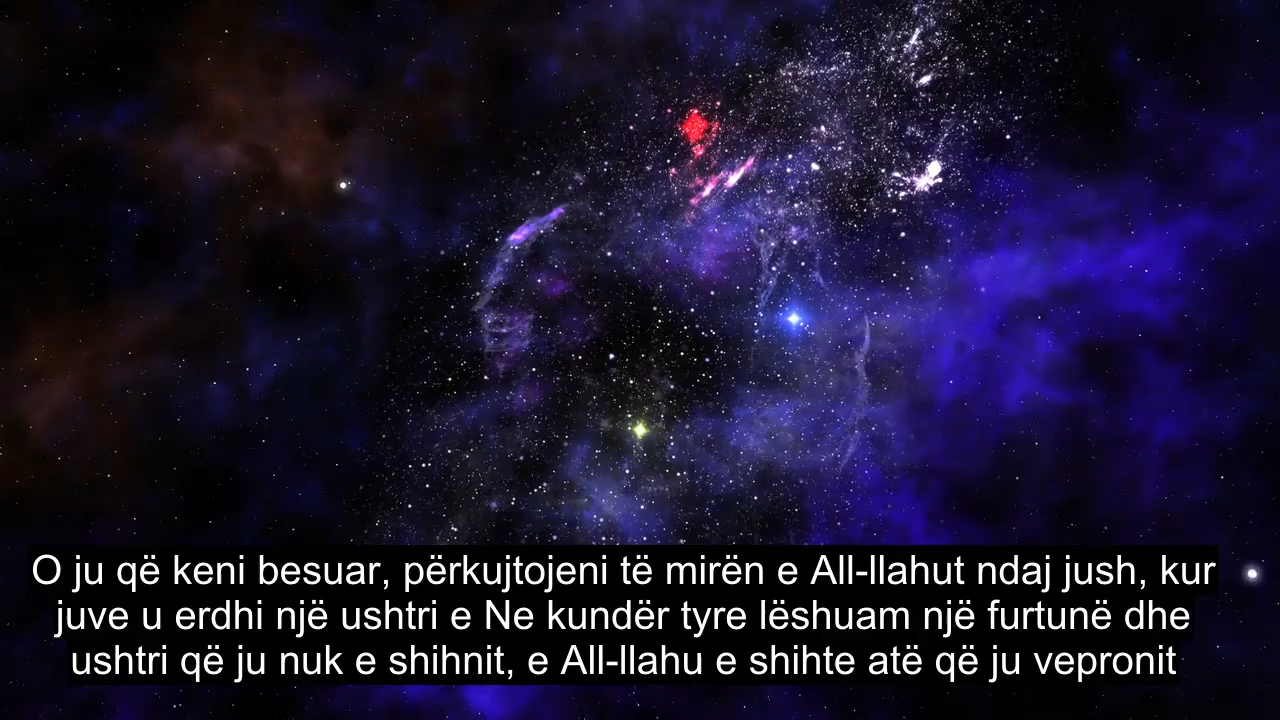 O ju që keni besuar, përkujtojeni të mirën e All-llahut ndaj jush, kur
juve u erdhi një ushtri e Ne kundër tyre lëshuam një furtunë dhe
ushtri që ju nuk e shihnit, e All-llahu e shihte atë që ju vepronit